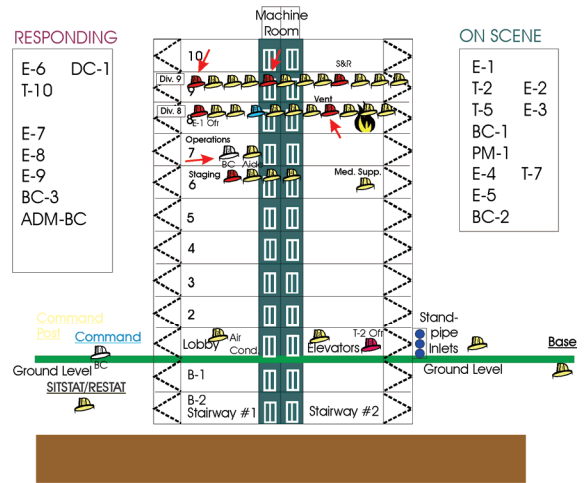 Machine
Room
RESPONDING
E-6 DC-1
T-10
E-7
E-8
E-9
BC-3
ADM-BC
ON SCENE
E-1
T-2 E-2
T-5 E-3
BC-1
PM-1
E-4 T-7
E-5
BC-2
10
S&R
Div. 9
9
Vent
Div. 8
8
E-1 Ofr
Operations
7
BC Aide
Staging
Med. Supp.
6
5
4
3
2
Command
Post
Command
BC
Lobby
Air
Cond.
T-2 Ofr
Elevators
Stand-
pipe
Inlets
Base
Ground Level
Ground Level
SITSTAT/RESTAT
B-1
B-2
Stairway #1
Stairway #2